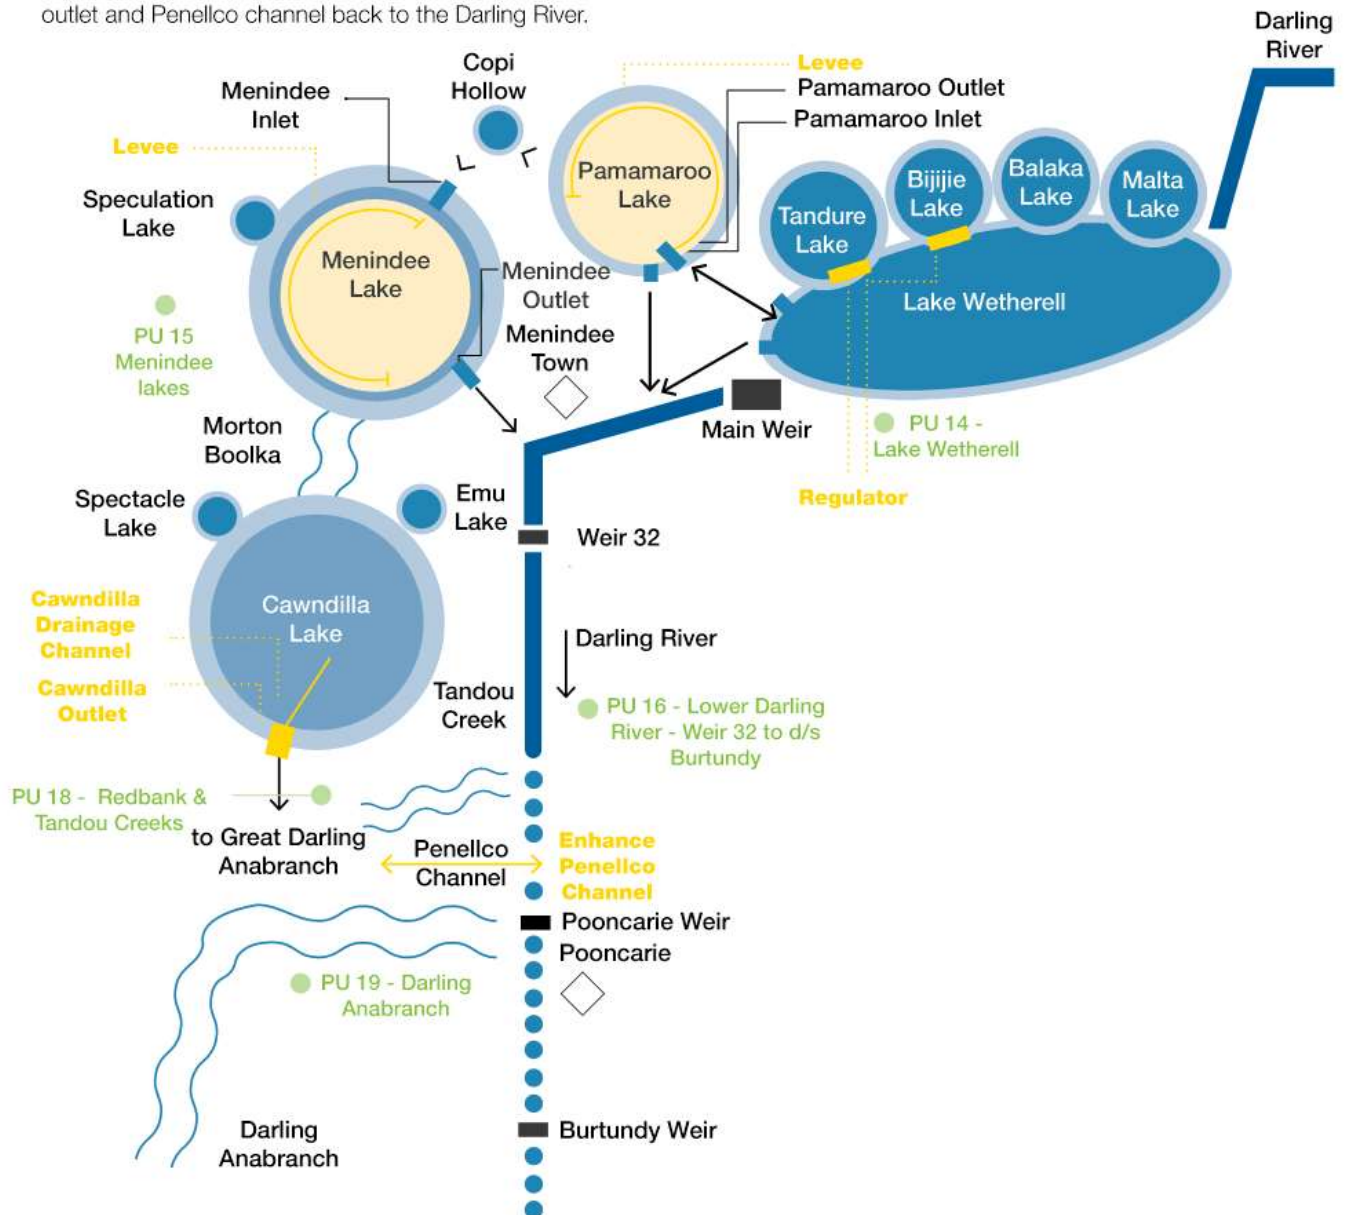 outlet and Penellco channel back to the Darling River.
Darling
River
Copi
Hollow
Levee
Menindee
Inlet
Pamamaroo Outlet
Pamamaroo Inlet
Levee
Pamamaroo
Lake
Speculation
Lake
Tandure
Lake
Bijijie
Lake
Balaka
Lake
Malta
Lake
Menindee
Lake
Menindee
Outlet
Lake Wetherell
PU 15
Menindee
lakes
Menindee
Town
Main Weir
PU 14 -
Lake Wetherell
Morton
Boolka
Regulator
Spectacle
Lake
Emu
Lake
Weir 32
Cawndilla
Drainage
Channel
Cawndilla
Lake
Darling River
Cawndilla
Outlet
Tandou
Creek
PU 16 - Lower Darling
River - Weir 32 to d/s
Burtundy
PU 18 - Redbank &
Tandou Creeks
to Great Darling
Anabranch
Penellco
Channel
Enhance
Penellco
Channel
Pooncarie Weir
Pooncarie
PU 19 - Darling
Anabranch
Darling
Anabranch
Burtundy Weir